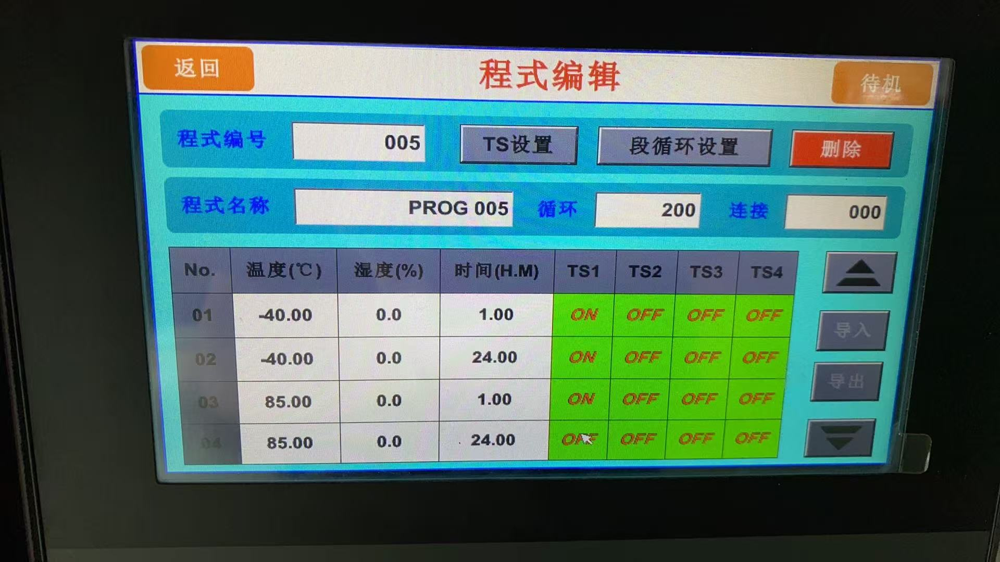 返回 程式编辑 待机
程式编号 005 TS设置 段循环设置 删除
程式名称 PROG 005 循环 200 连接 000
No. 温度(℃) 湿度(%) 时间(H.M) TS1 TS2 TS3 TS4
01 -40.00 0.0 1.00 ON OFF OFF OFF
02 -40.00 0.0 24.00 ON OFF OFF OFF
导入
03 85.00 0.0 1.00 ON OFF OFF OFF
导出
04 85.00 0.0 24.00 OFF OFF OFF OFF